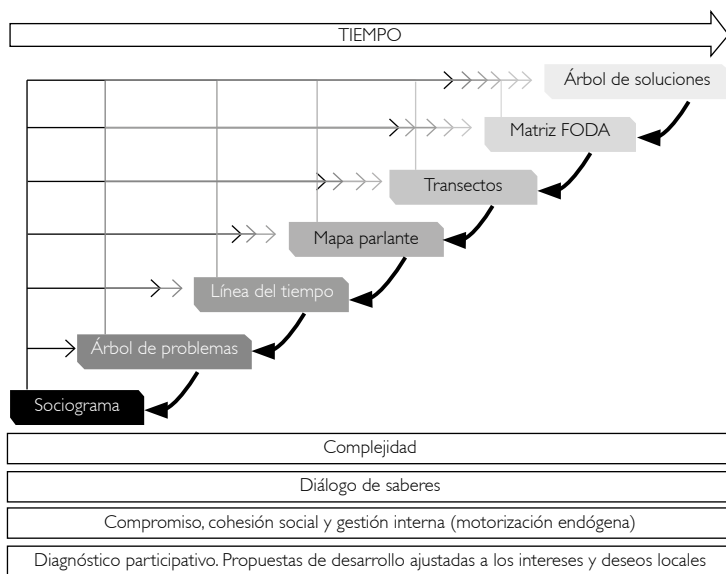 TIEMPO
Árbol de soluciones
Matriz FODA
Transectos
Mapa parlante
Línea del tiempo
Árbol de problemas
Sociograma
Complejidad
Diálogo de saberes
Compromiso, cohesión social y gestión interna (motorización endógena)
Diagnóstico participativo. Propuestas de desarrollo ajustadas a los intereses y deseos locales